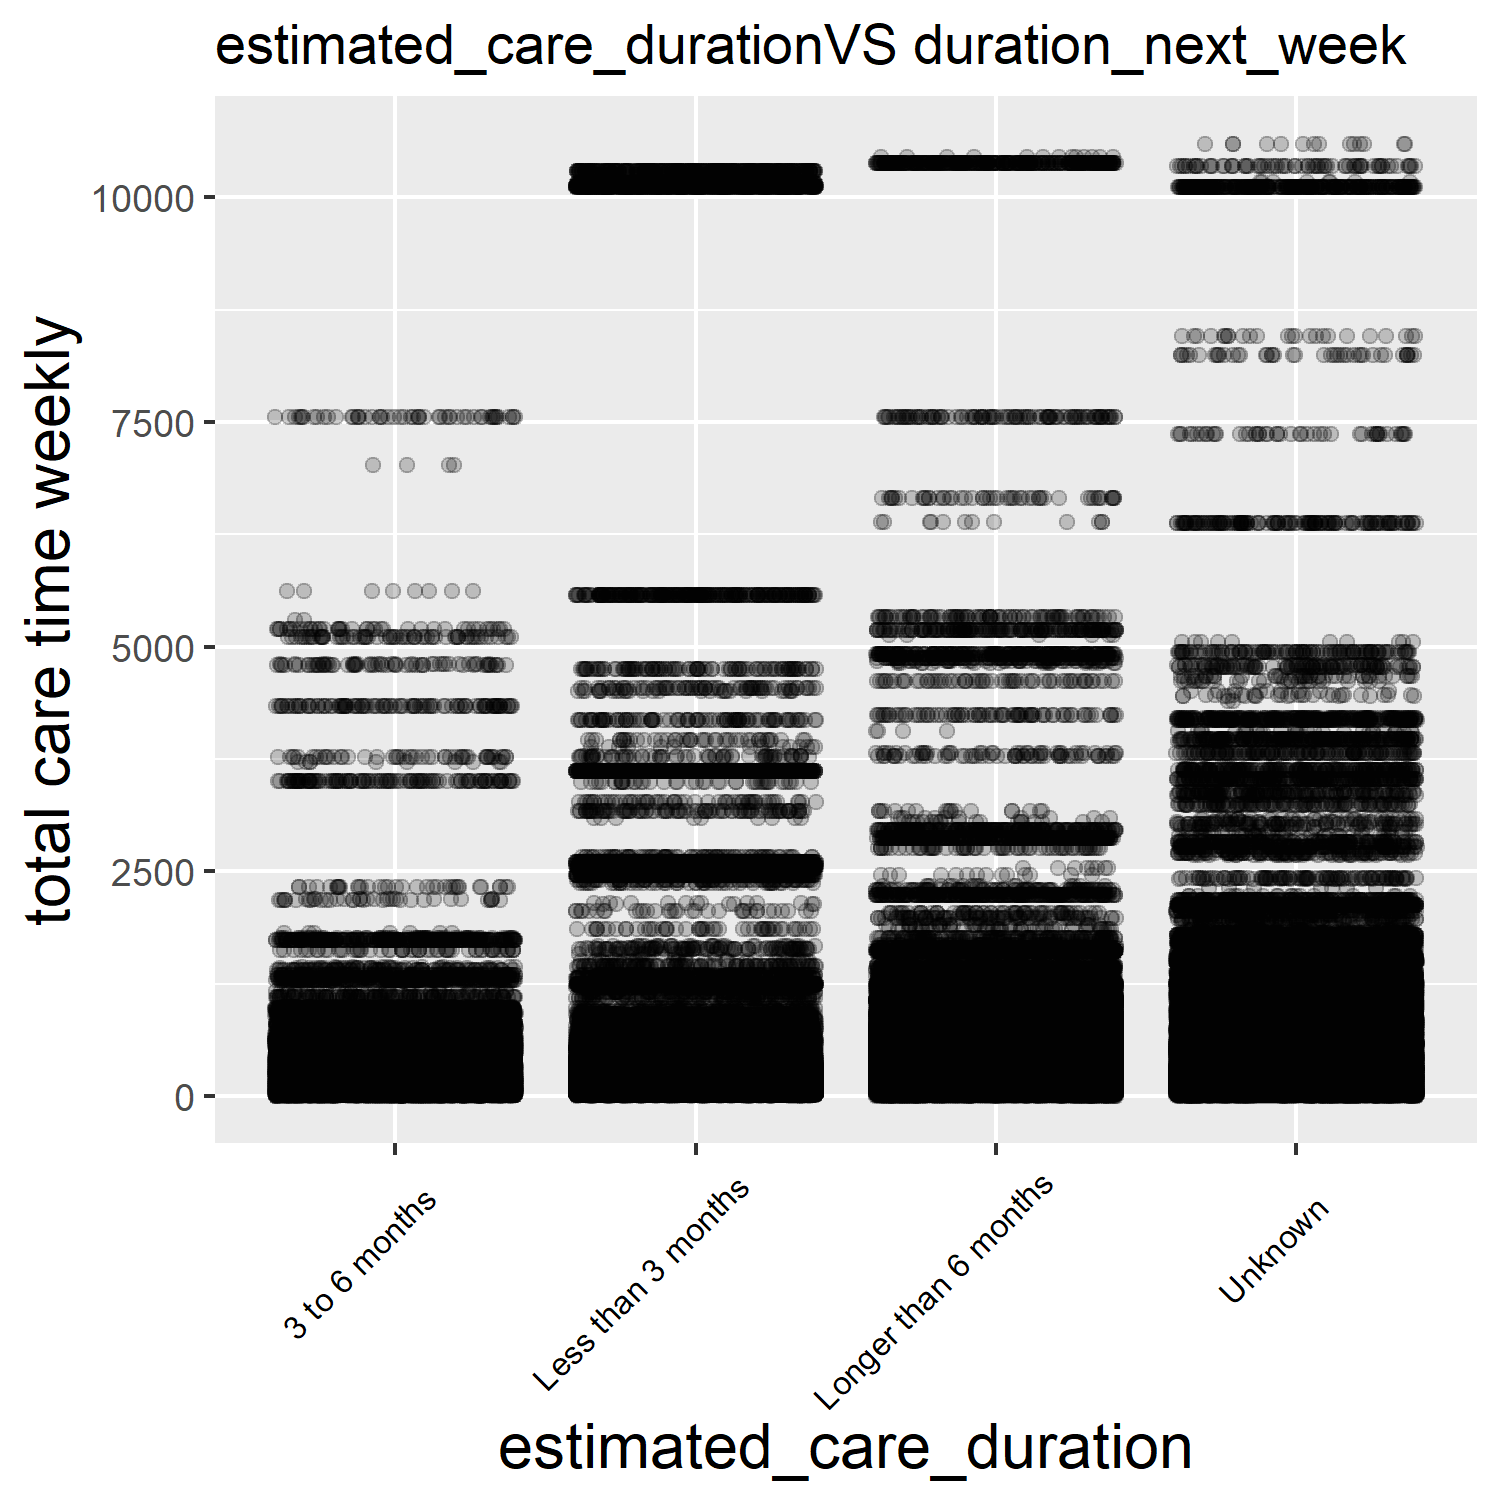 estimated_care_durationVS duration_next_week
total care time weekly
10000
7500
5000
2500
0
3 to 6 months
Less than 3 months
Longer than 6 months
Unknown
estimated_care_duration